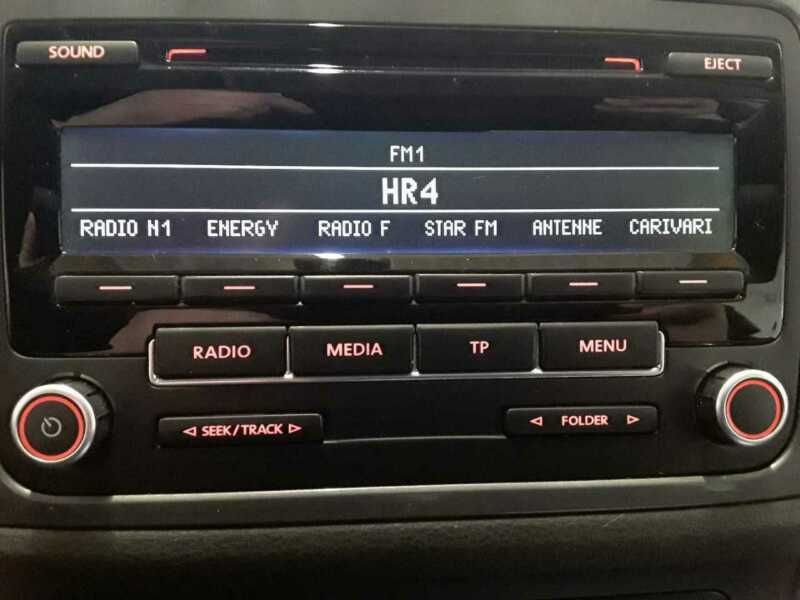 SOUND
EJECT
FM1
HR4
RADIO N1 ENERGY RADIO F STAR FM ANTENNE CARIVARI
RADIO MEDIA TP MENU
SEEK/TRACK FOLDER